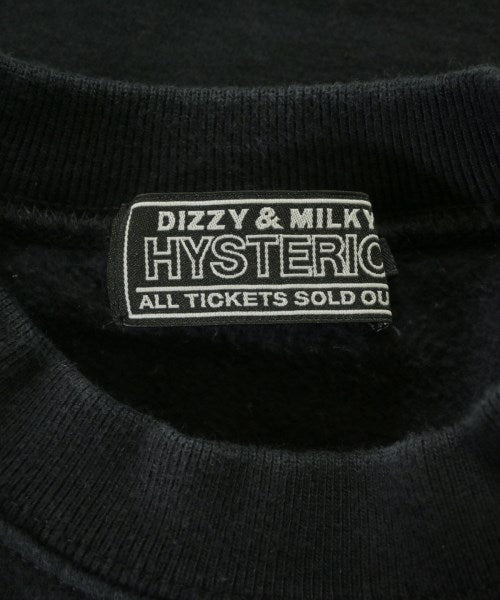 DIZZY & MILKY
HYSTERIC
ALL TICKETS SOLD OU